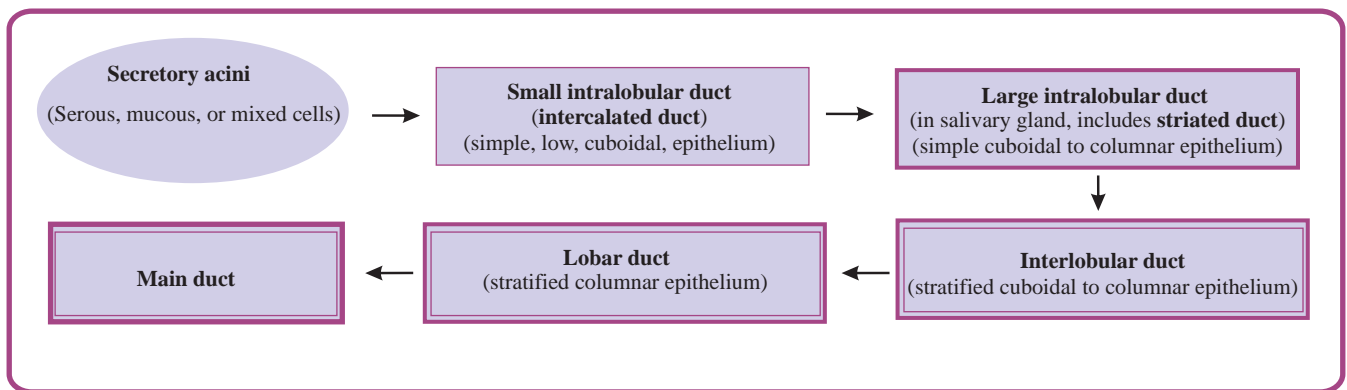 Secretory acini
(Serous, mucous, or mixed cells)
Small intralobular duct
(intercalated duct)
(simple, low, cuboidal, epithelium)
Large intralobular duct
(in salivary gland, includes striated duct)
(simple cuboidal to columnar epithelium)
Interlobular duct
(stratified cuboidal to columnar epithelium)
Lobar duct
(stratified columnar epithelium)
Main duct